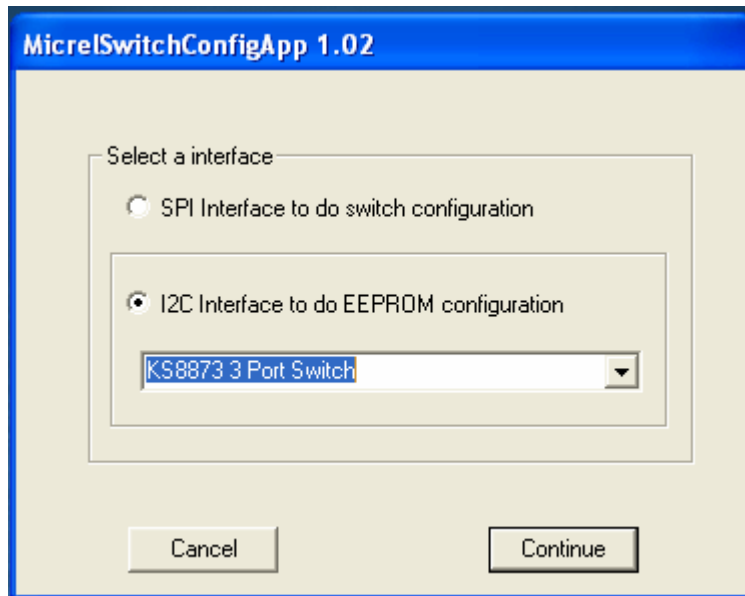 MicrelSwitchConfigApp 1.02
Select a interface
SPI Interface to do switch configuration
I2C Interface to do EEPROM configuration
KS8873 3 Port Switch
Cancel
Continue